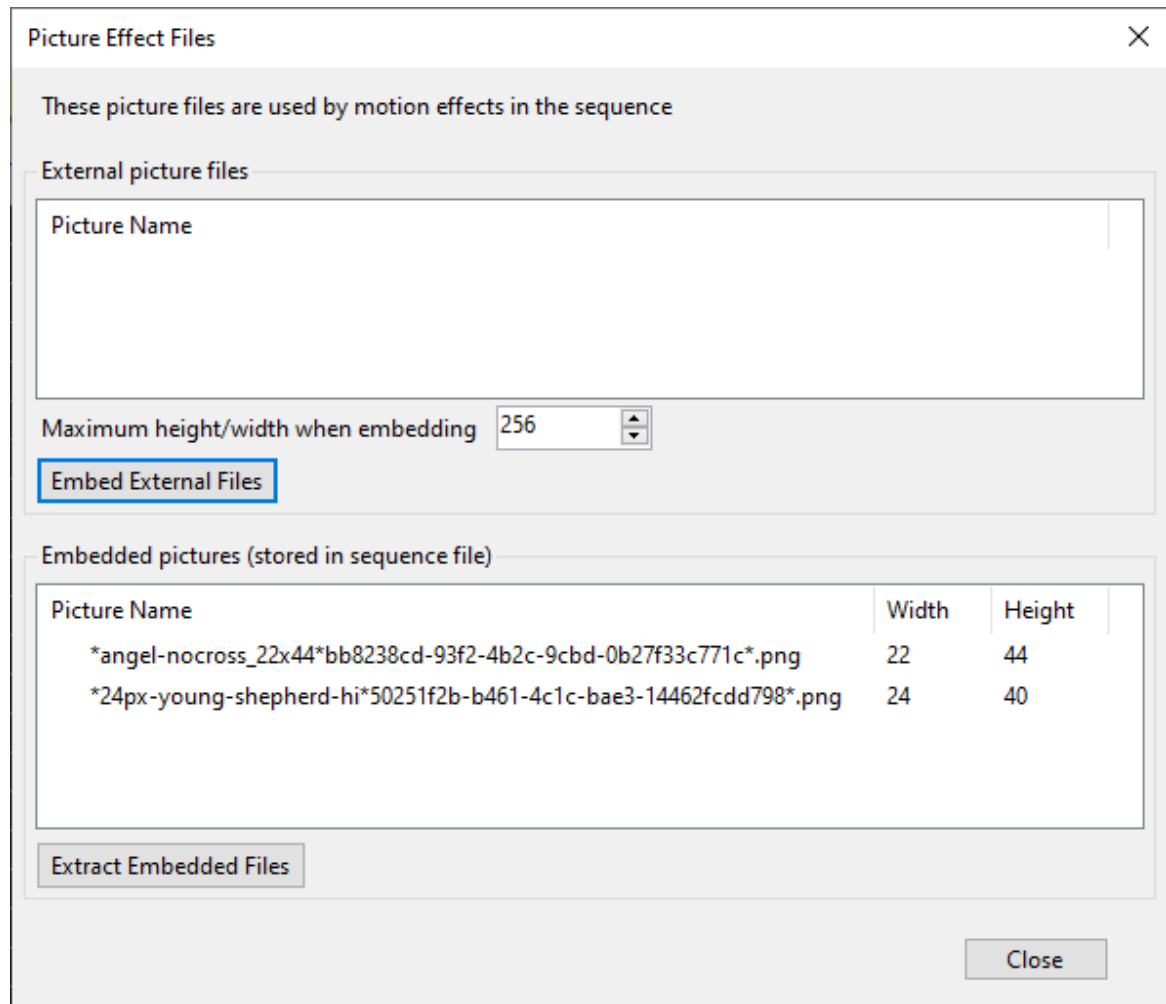 Picture Effect Files
These picture files are used by motion effects in the sequence
External picture files
Picture Name
Maximum height/width when embedding 256
Embed External Files
Embedded pictures (stored in sequence file)
Picture Name Width Height
*angel-nocross_22x44*bb8238cd-93f2-4b2c-9cbd-0b27f33c771c*.png 22 44
*24px-young-shepherd-hi*50251f2b-b461-4c1c-bae3-14462fcdd798*.png 24 40
Extract Embedded Files
Close